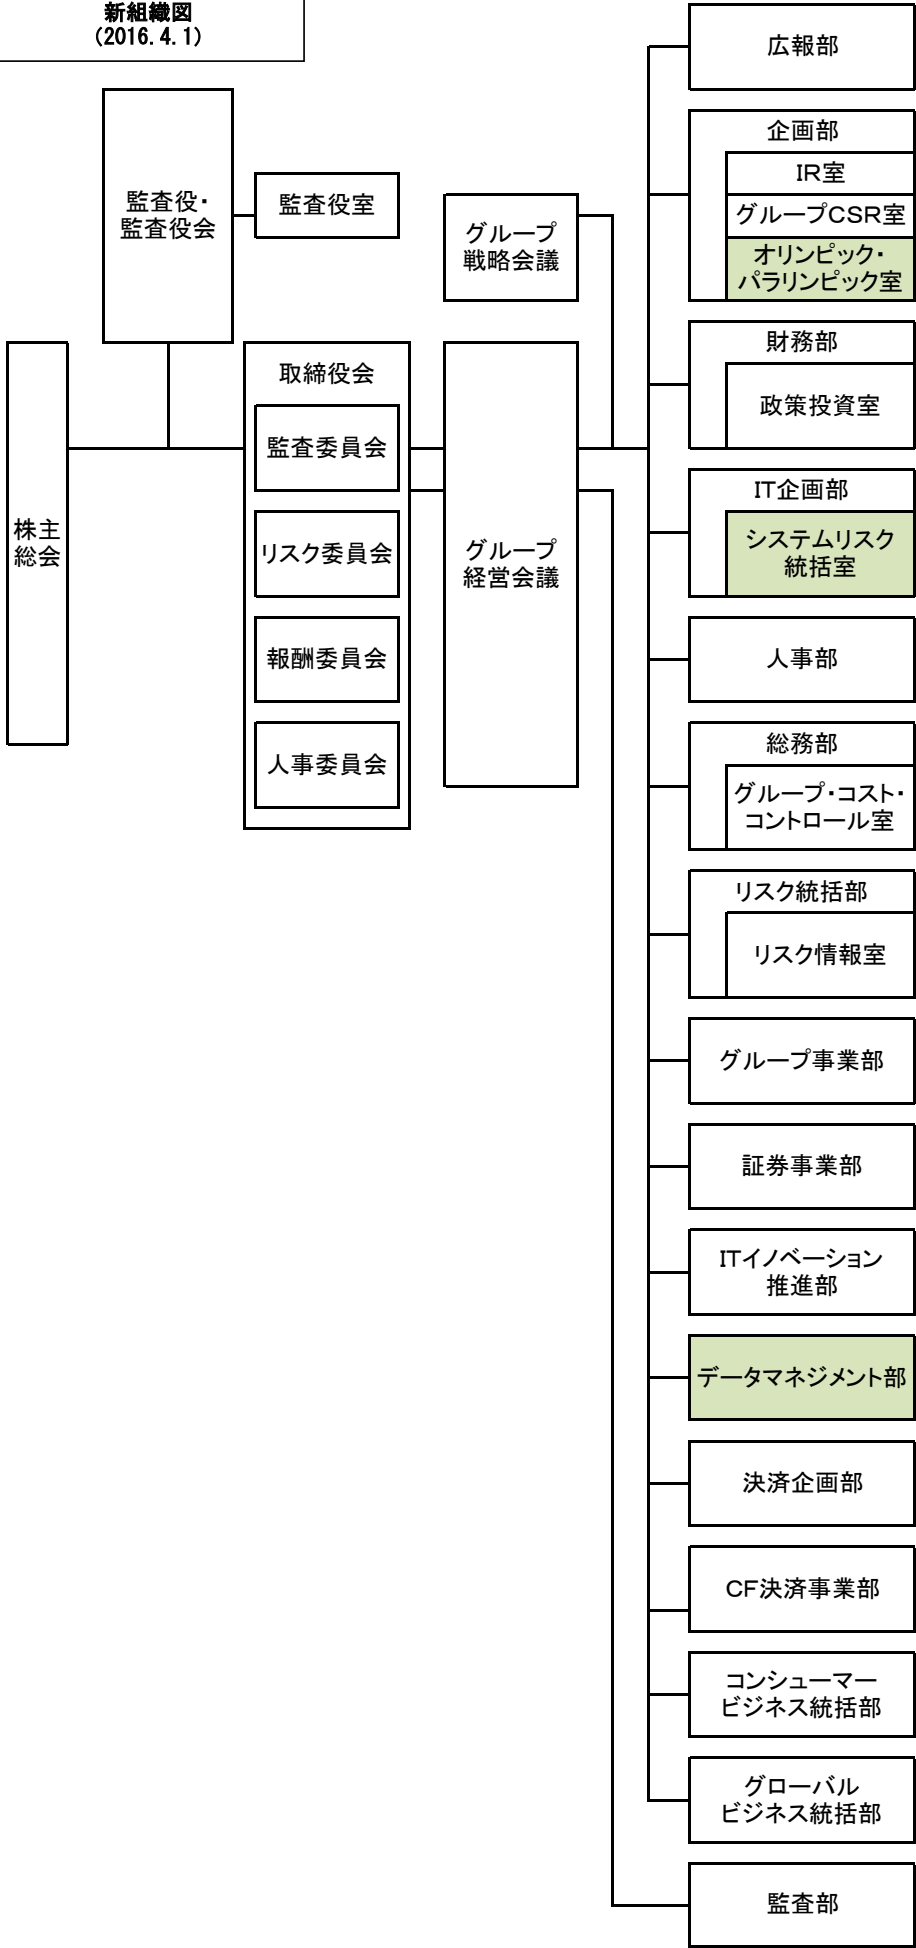 新組織図
(2016.4.1)
監査役・
監査役会
監査役室
株主
総会
取締役会
監査委員会
リスク委員会
報酬委員会
人事委員会
グループ
戦略会議
グループ
経営会議
広報部
企画部
IR室
グループCSR室
オリンピック・
パラリンピック室
財務部
政策投資室
IT企画部
システムリスク
統括室
人事部
総務部
グループ・コスト・
コントロール室
リスク統括部
リスク情報室
グループ事業部
証券事業部
ITイノベーション
推進部
データマネジメント部
決済企画部
CF決済事業部
コンシューマー
ビジネス統括部
グローバル
ビジネス統括部
監査部